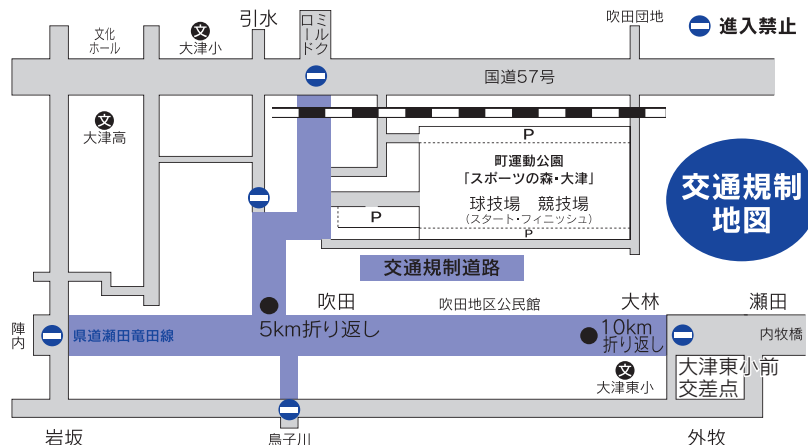 引水
ミルク
ロード
吹田団地
進入禁止
文化
ホール
文
大津小
国道57号
文
大津高
P
町運動公園
「スポーツの森・大津」
球技場 競技場
(スタート・フィニッシュ)
P
P
交通規制
地図
交通規制道路
吹田
吹田地区公民館
大林
瀬田
陣内
県道瀬田竜田線
5km折り返し
10km
折り返し
内牧橋
文
大津東小
大津東小前
交差点
岩坂
鳥子川
外牧